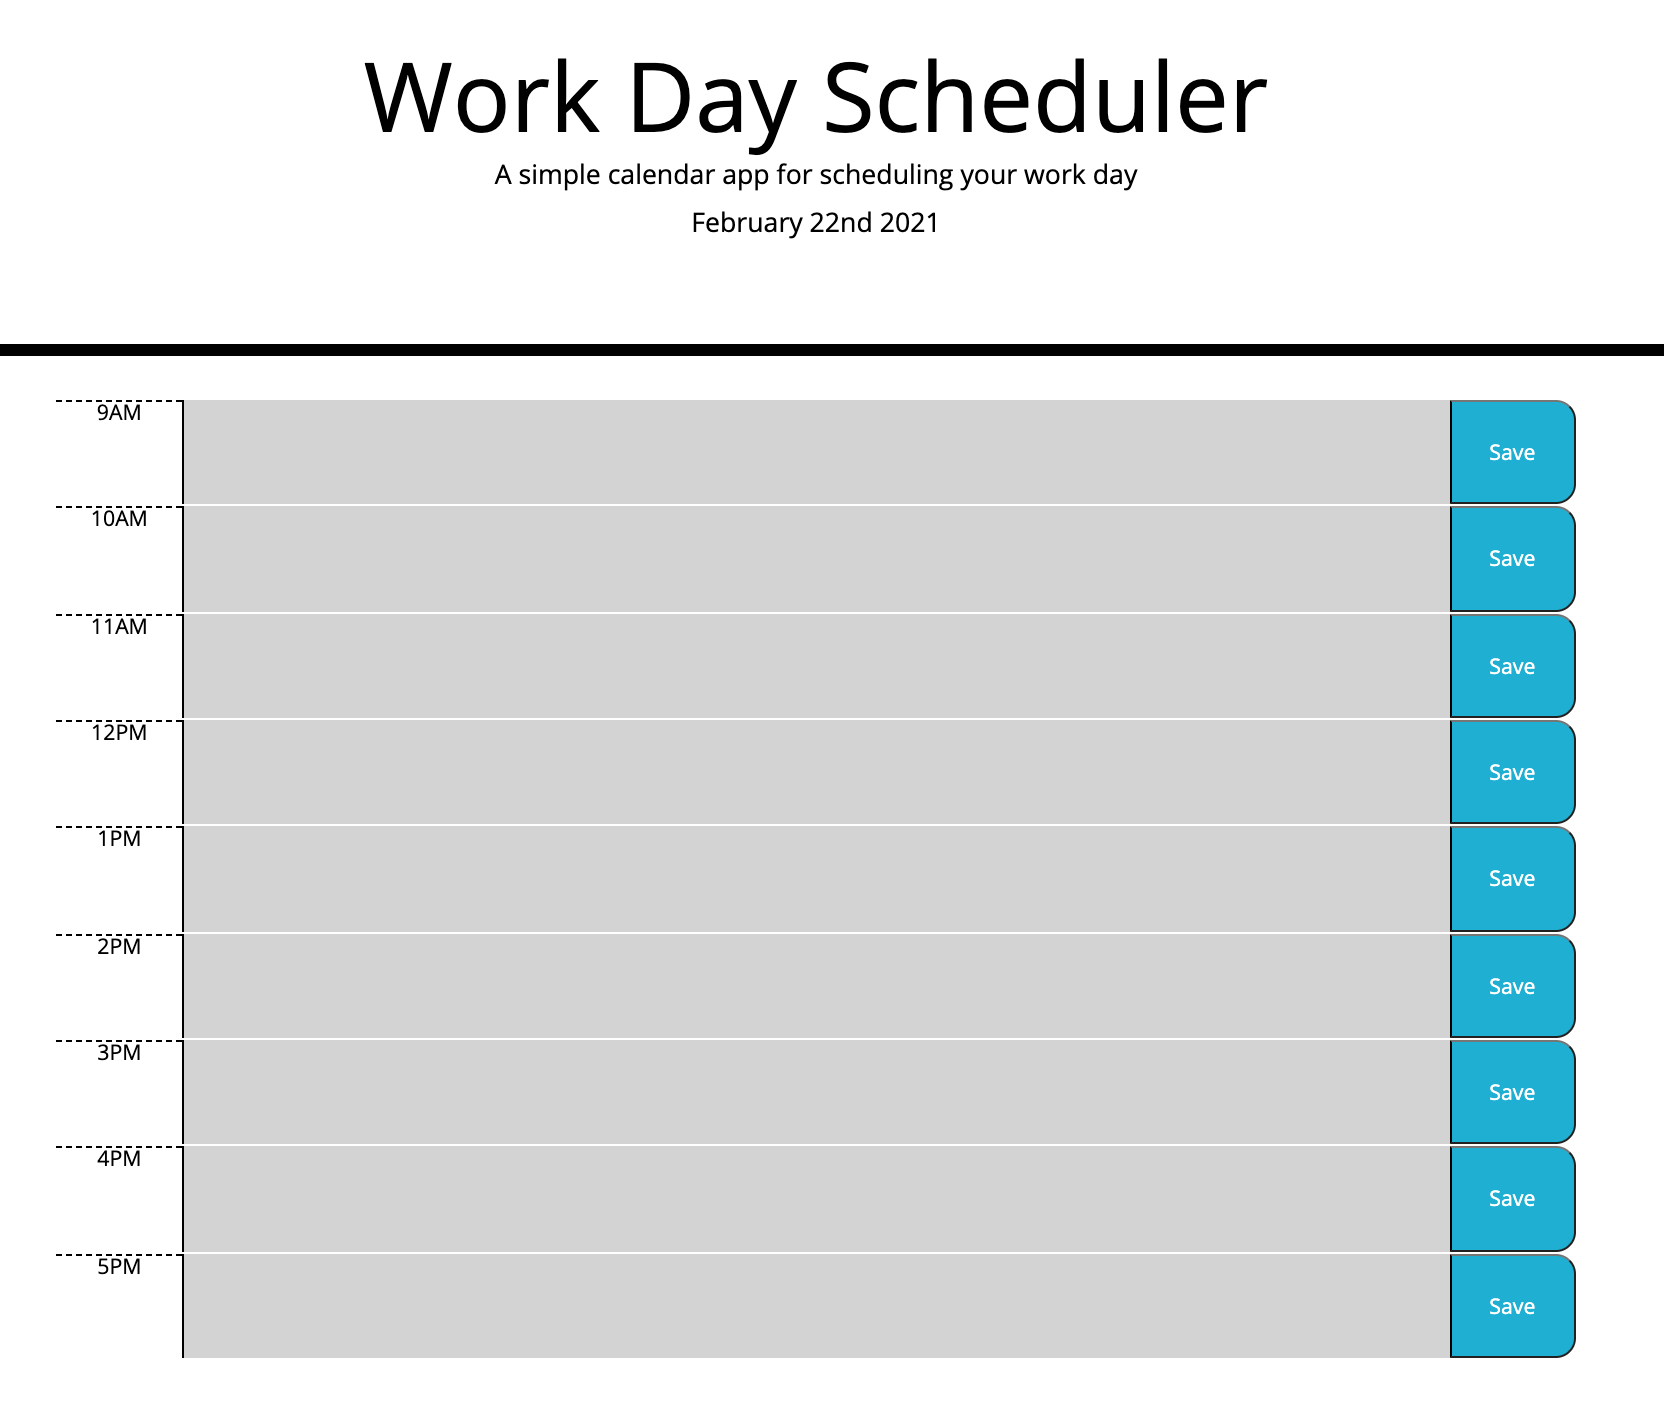 Work Day Scheduler
A simple calendar app for scheduling your work day
February 22nd 2021
9AM
Save
10AM
Save
11AM
Save
12PM
Save
1PM
Save
2PM
Save
3PM
Save
4PM
Save
5PM
Save